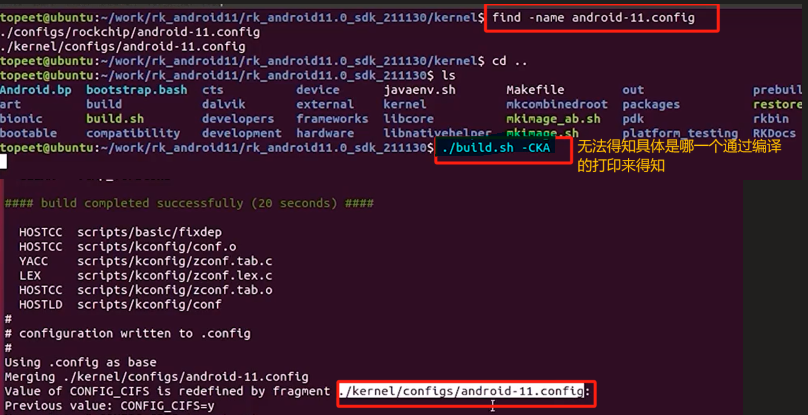 topeet@ubuntu:~/work/rk_android11/rk_android11.0_sdk_211130/kernel$ find -name android-11.config
./configs/rockchip/android-11.config
./kernel/configs/android-11.config
topeet@ubuntu:~/work/rk_android11/rk_android11.0_sdk_211130/kernel$ cd ..
topeet@ubuntu:~/work/rk_android11/rk_android11.0_sdk_211130$ ls
Android.bp bootstrap.bash cts device javaenv.sh Makefile out prebuil
art build dalvik external kernel mkcombinedroot packages restore
bionic build.sh developers frameworks libcore mkimage_ab.sh pdk rkbin
bootable compatibility development hardware libnativehelper mkimage.sh platform_testing RKDocs
topeet@ubuntu:~/work/rk_android11/rk_android11.0_sdk_211130$ ./build.sh -CKA 无法得知具体是哪一个通过编译
的打印来得知
#### build completed successfully (20 seconds) ####
HOSTCC scripts/basic/fixdep
HOSTCC scripts/kconfig/conf.o
YACC scripts/kconfig/zconf.tab.c
LEX scripts/kconfig/zconf.lex.c
HOSTCC scripts/kconfig/zconf.tab.o
HOSTLD scripts/kconfig/conf
#
# configuration written to .config
#
Using .config as base
Merging ./kernel/configs/android-11.config
Value of CONFIG_CIFS is redefined by fragment ./kernel/configs/android-11.config:
Previous value: CONFIG_CIFS=y